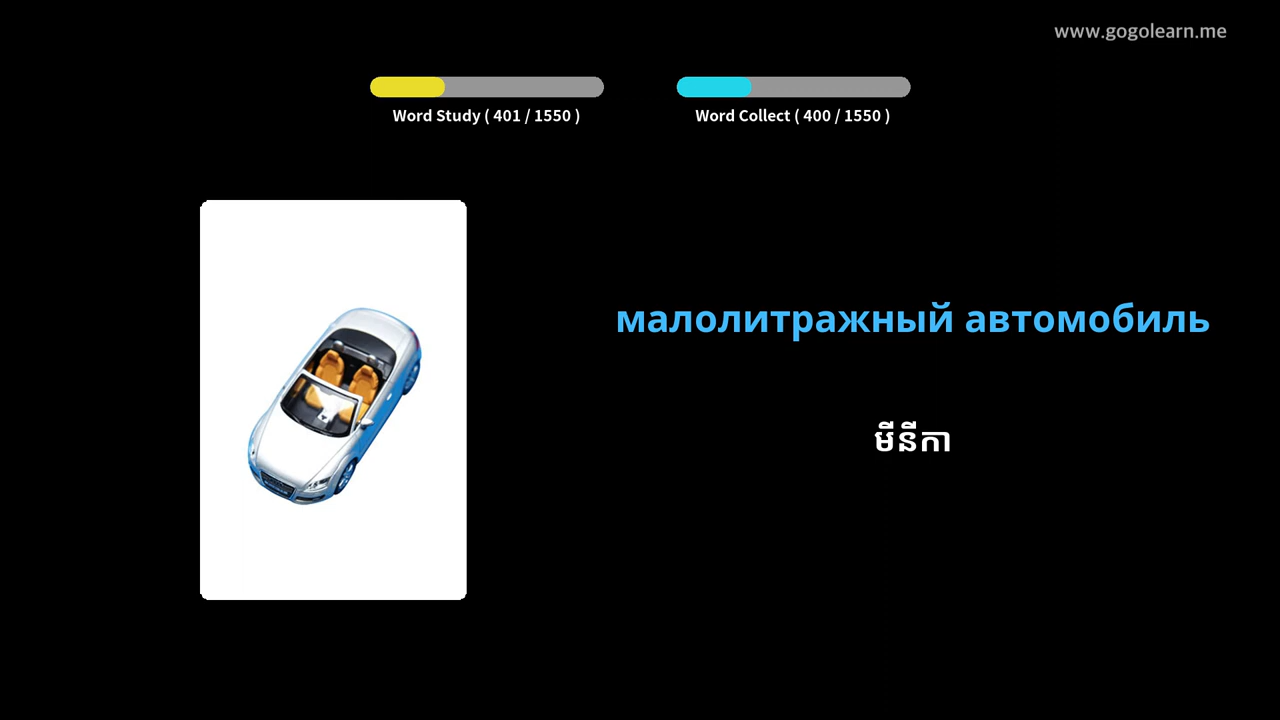 www.gogolearn.me
Word Study ( 401 / 1550 )
Word Collect ( 400 / 1550 )
малолитражный автомобиль
មីនីកា